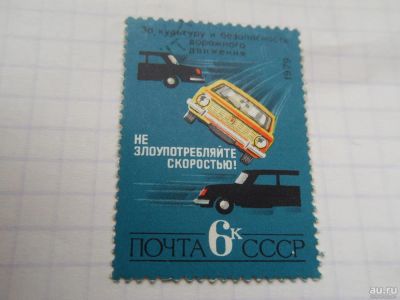 За культуру и безопасность
дорожного
движения
1979
НЕ
ЗЛОУПОТРЕБЛЯЙТЕ
СКОРОСТЬЮ!
ПОЧТА 6к СССР
au.ru